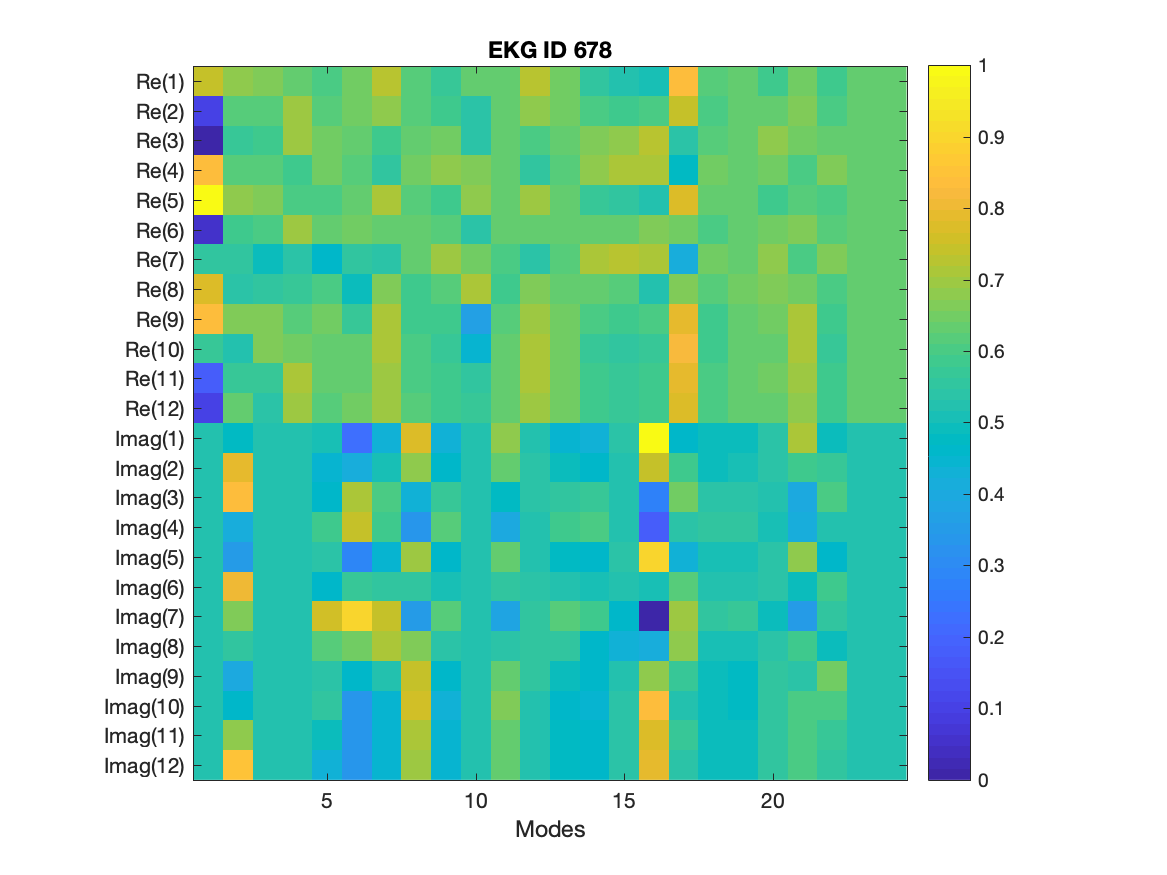 EKG ID 678
Re(1)
Re(2)
Re(3)
Re(4)
Re(5)
Re(6)
Re(7)
Re(8)
Re(9)
Re(10)
Re(11)
Re(12)
Imag(1)
Imag(2)
Imag(3)
Imag(4)
Imag(5)
Imag(6)
Imag(7)
Imag(8)
Imag(9)
Imag(10)
Imag(11)
Imag(12)
5 10 15 20
Modes
1
0.9
0.8
0.7
0.6
0.5
0.4
0.3
0.2
0.1
0